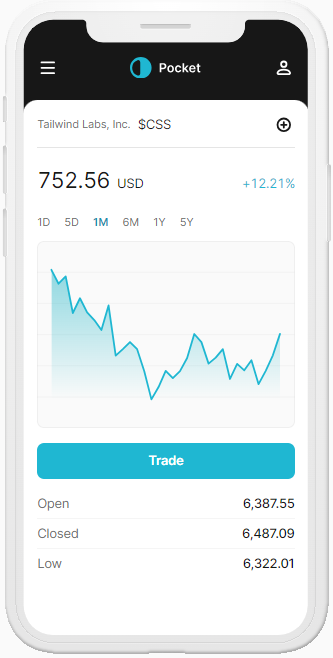 Pocket
Tailwind Labs, Inc. $CSS
752.56 USD +12.21%
1D 5D 1M 6M 1Y 5Y
Trade
Open 6,387.55
Closed 6,487.09
Low 6,322.01